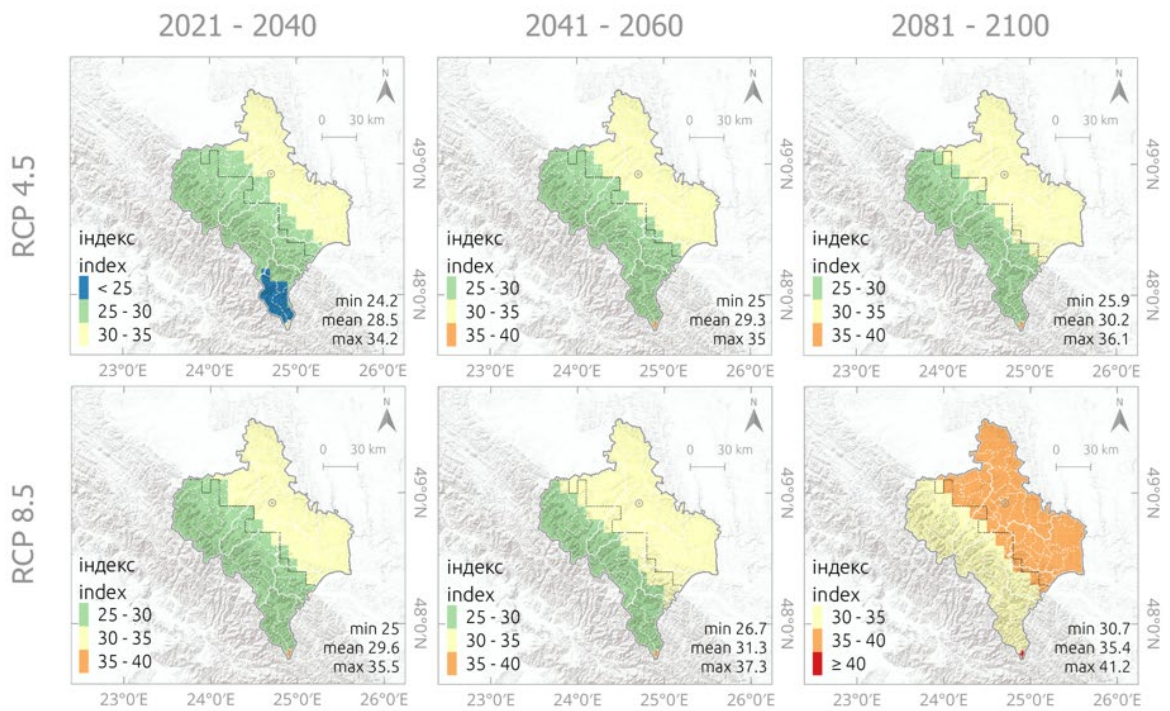 2021 - 2040
2041 - 2060
2081 - 2100
RCP 4.5
N
0 30 km
49°0'N
48°0'N
індекс
index
< 25
25 - 30
30 - 35
min 24.2
mean 28.5
max 34.2
23°0'E 24°0'E 25°0'E 26°0'E
N
0 30 km
49°0'N
48°0'N
індекс
index
25 - 30
30 - 35
35 - 40
min 25
mean 29.3
max 35
23°0'E 24°0'E 25°0'E 26°0'E
N
0 30 km
49°0'N
48°0'N
індекс
index
25 - 30
30 - 35
35 - 40
min 25.9
mean 30.2
max 36.1
23°0'E 24°0'E 25°0'E 26°0'E
RCP 8.5
N
0 30 km
49°0'N
48°0'N
індекс
index
25 - 30
30 - 35
35 - 40
min 25
mean 29.6
max 35.5
23°0'E 24°0'E 25°0'E 26°0'E
N
0 30 km
49°0'N
48°0'N
індекс
index
25 - 30
30 - 35
35 - 40
min 26.7
mean 31.3
max 37.3
23°0'E 24°0'E 25°0'E 26°0'E
N
0 30 km
49°0'N
48°0'N
індекс
index
30 - 35
35 - 40
≥ 40
min 30.7
mean 35.4
max 41.2
23°0'E 24°0'E 25°0'E 26°0'E